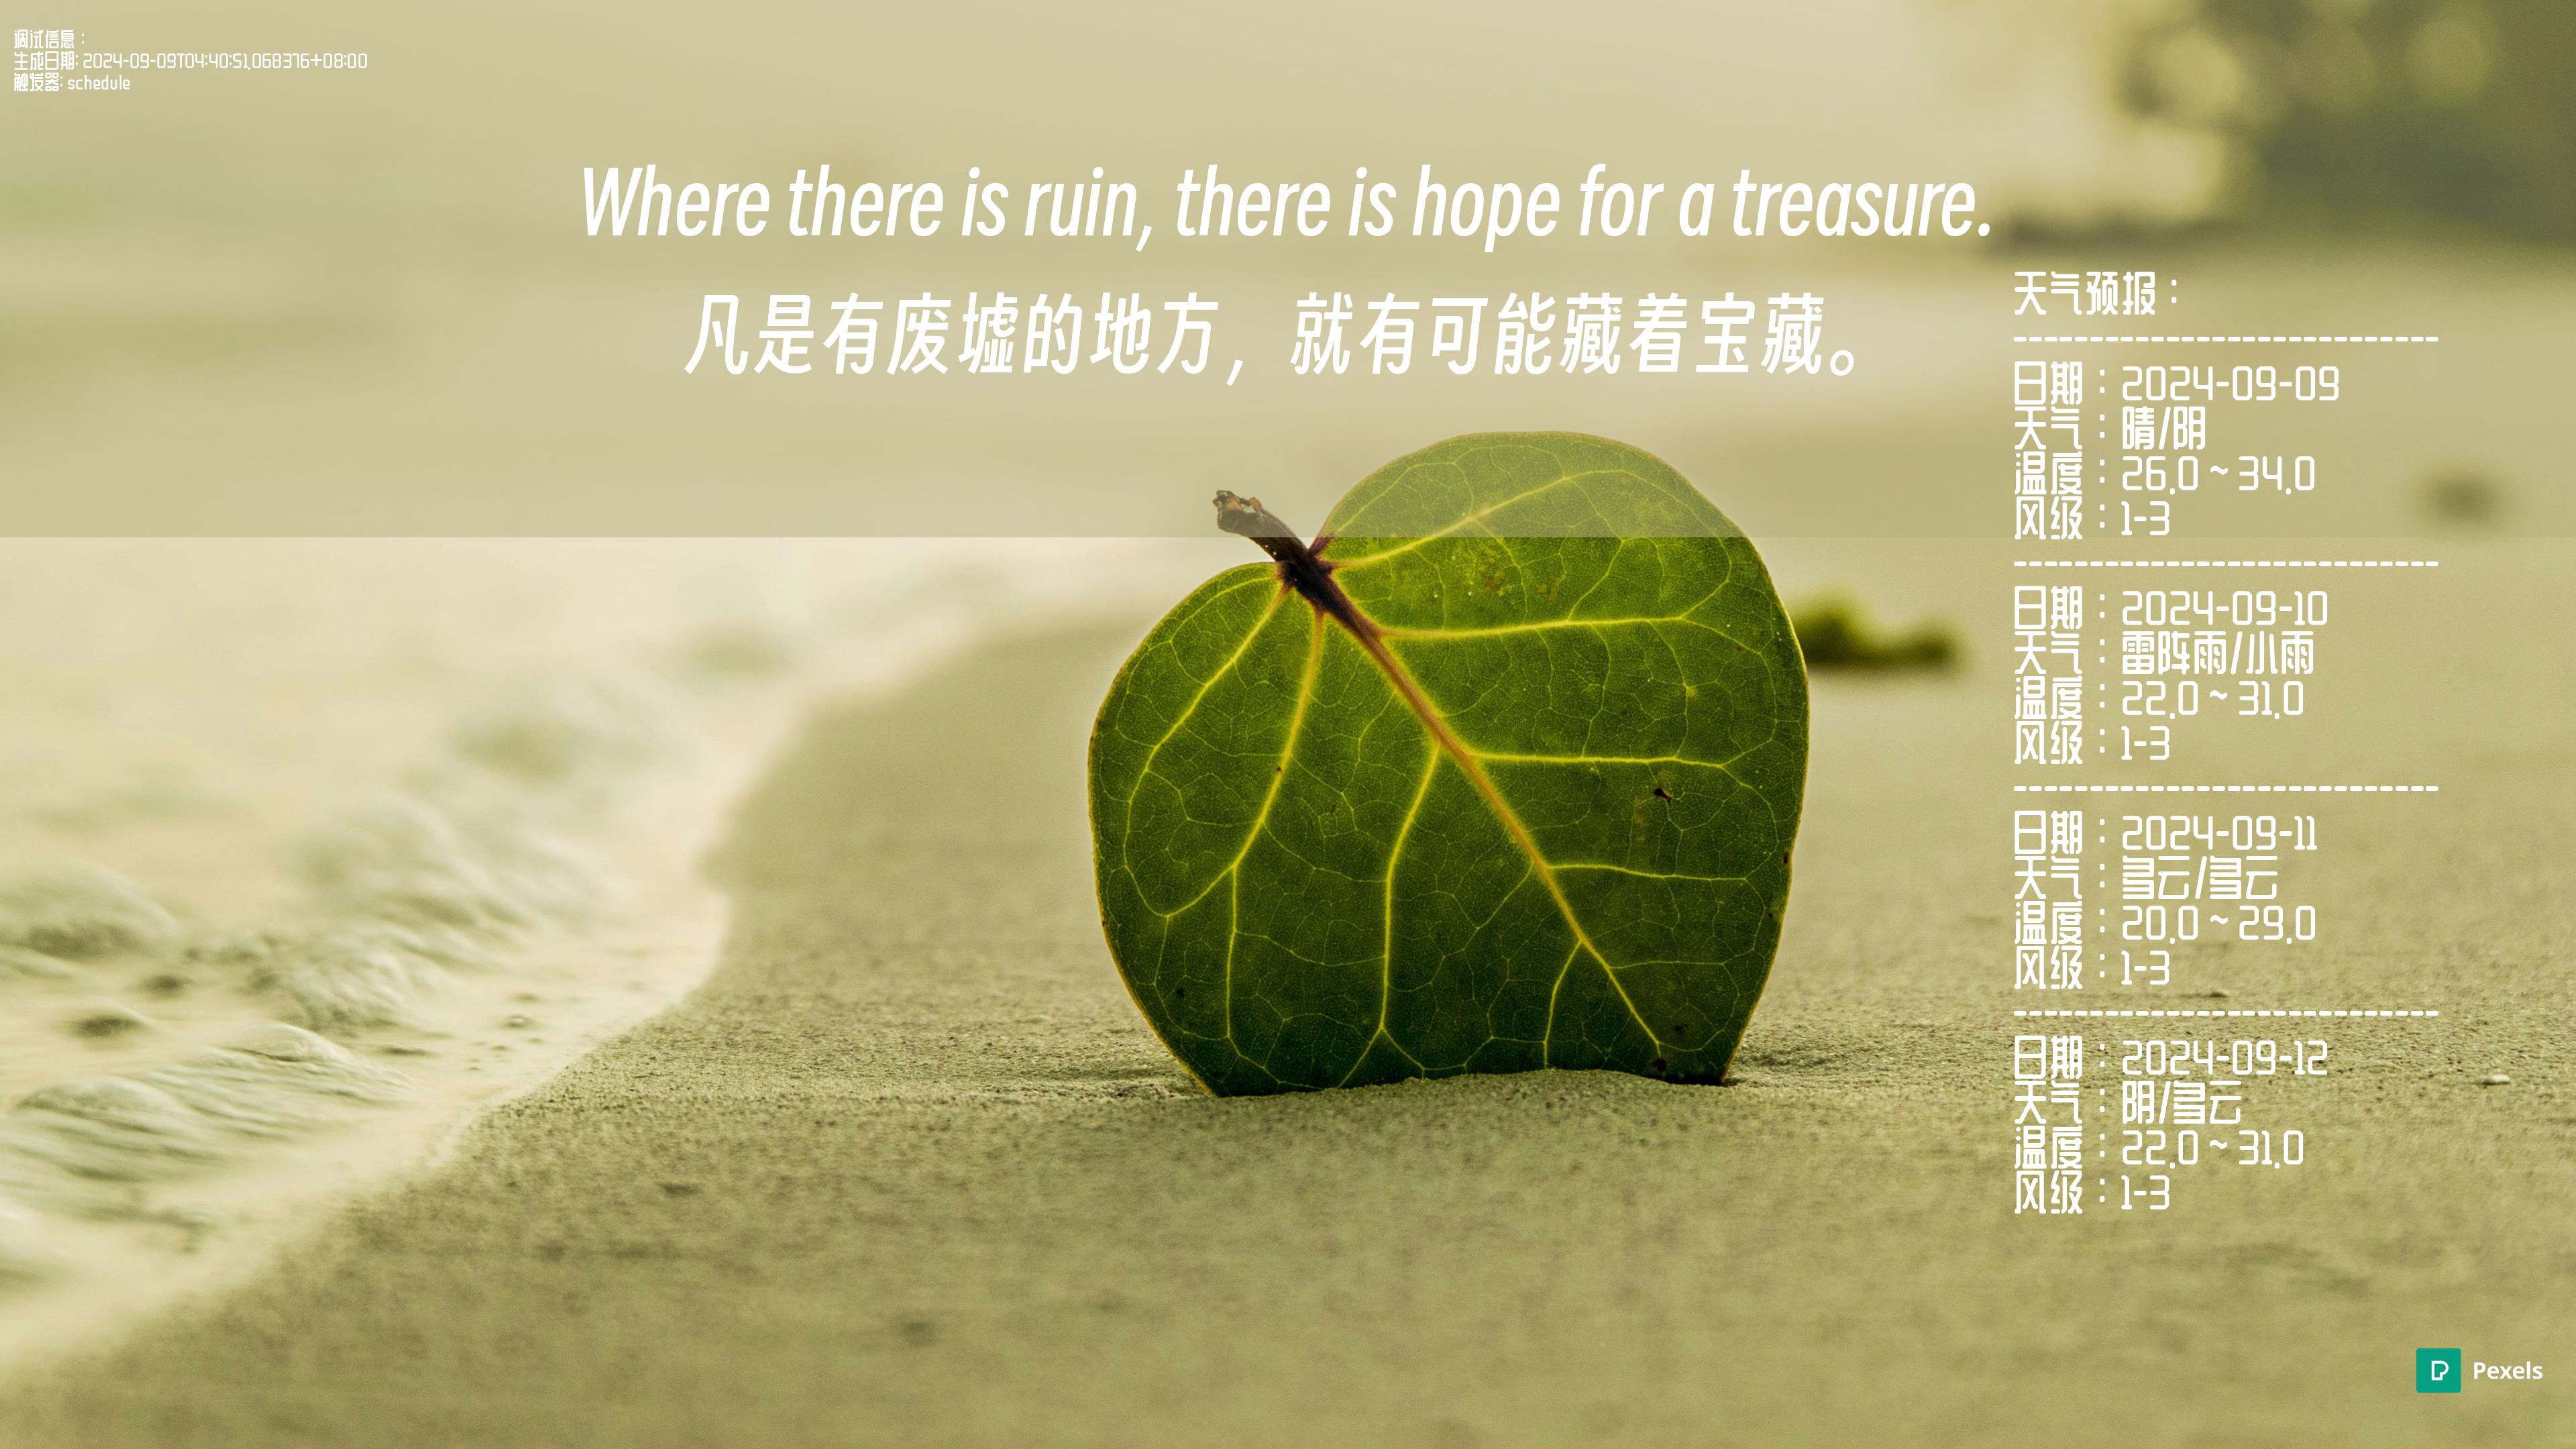 调试信息：
生成日期: 2024-09-09T04:40:51.068376+08:00
触发器: schedule
Where there is ruin, there is hope for a treasure.
凡是有废墟的地方，就有可能藏着宝藏。
天气预报：
------------------------------
日期：2024-09-09
天气：晴/阴
温度：26.0 ~ 34.0
风级：1-3
------------------------------
日期：2024-09-10
天气：雷阵雨/小雨
温度：22.0 ~ 31.0
风级：1-3
------------------------------
日期：2024-09-11
天气：多云/多云
温度：20.0 ~ 29.0
风级：1-3
------------------------------
日期：2024-09-12
天气：阴/多云
温度：22.0 ~ 31.0
风级：1-3
Pexels